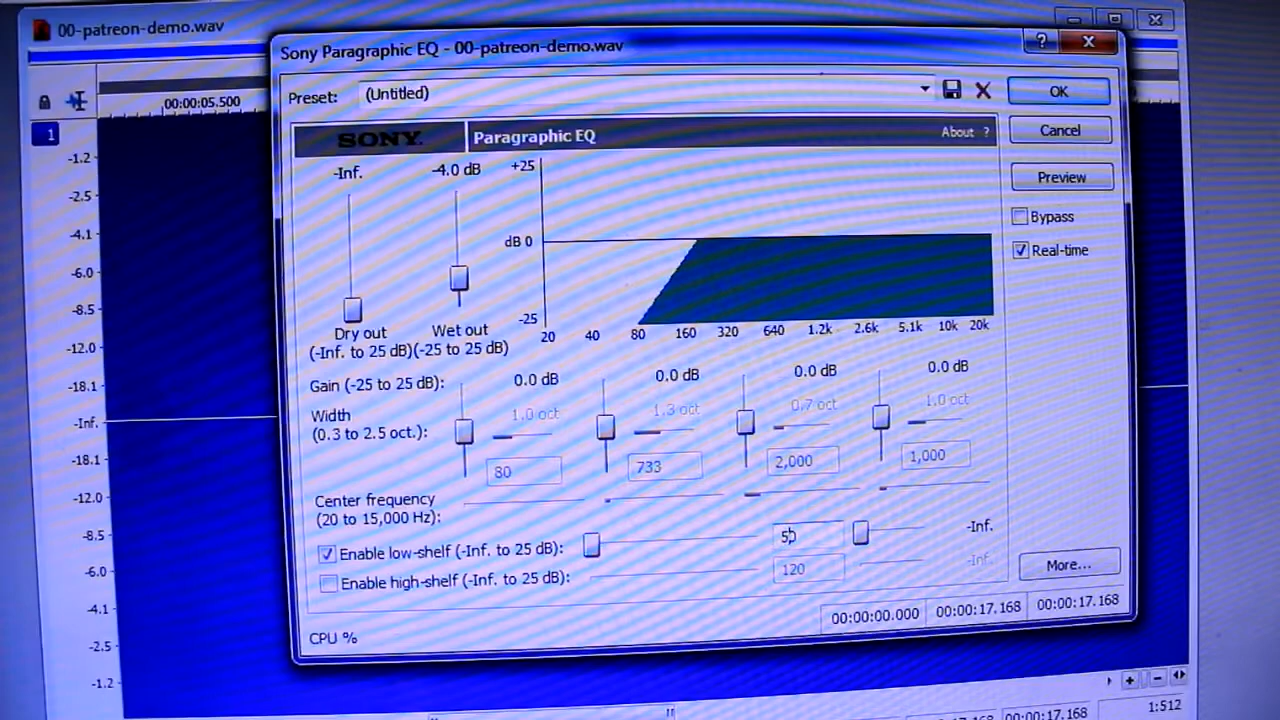 00-patreon-demo.wav
Sony Paragraphic EQ - 00-patreon-demo.wav
?
Preset: (Untitled)
OK
00:00:05.500
SONY. Paragraphic EQ About ?
Cancel
1
-Inf. -4.0 dB +25
Preview
-1.2
-2.5
-4.1
-6.0
-8.5
-12.0
-18.1
-Inf.
-18.1
-12.0
-8.5
-6.0
-4.1
-2.5
-1.2
Bypass
dB 0
Real-time
-25
20 40 80 160 320 640 1.2k 2.6k 5.1k 10k 20k
Dry out Wet out
(-Inf. to 25 dB)(-25 to 25 dB)
Gain (-25 to 25 dB): 0.0 dB 0.0 dB 0.0 dB 0.0 dB
Width 1.0 oct 1.3 oct 0.7 oct 1.0 oct
(0.3 to 2.5 oct.):
80 733 2,000 1,000
Center frequency
(20 to 15,000 Hz):
Enable low-shelf (-Inf. to 25 dB): -Inf.
Enable high-shelf (-Inf. to 25 dB): 120 -Inf.
More...
00:00:00.000 00:00:17.168 00:00:17.168
CPU %
00:00:17.168 1:512